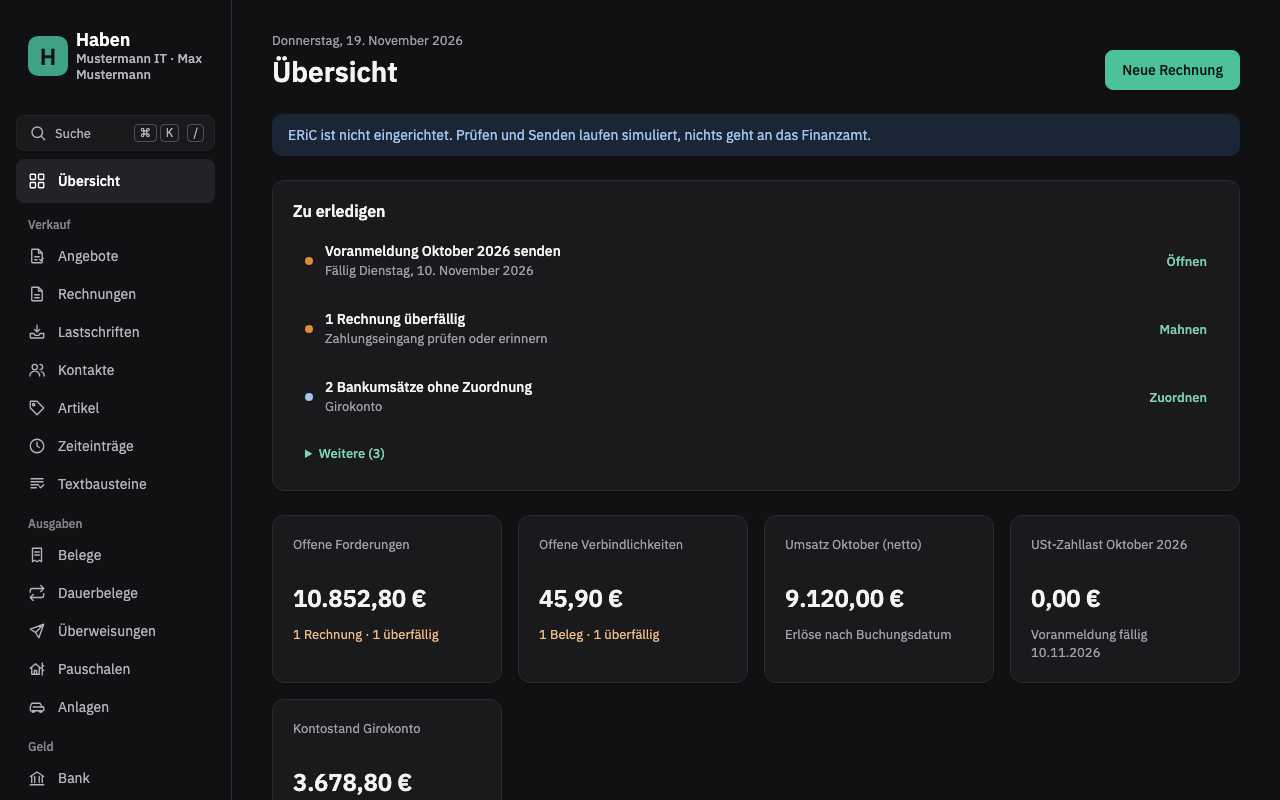 H
Haben
Mustermann IT · Max
Mustermann
Suche ⌘ K /
Übersicht
Verkauf
Angebote
Rechnungen
Lastschriften
Kontakte
Artikel
Zeiteinträge
Textbausteine
Ausgaben
Belege
Dauerbelege
Überweisungen
Pauschalen
Anlagen
Geld
Bank
Donnerstag, 19. November 2026
Übersicht
Neue Rechnung
ERiC ist nicht eingerichtet. Prüfen und Senden laufen simuliert, nichts geht an das Finanzamt.
Zu erledigen
Voranmeldung Oktober 2026 senden
Fällig Dienstag, 10. November 2026
Öffnen
1 Rechnung überfällig
Zahlungseingang prüfen oder erinnern
Mahnen
2 Bankumsätze ohne Zuordnung
Girokonto
Zuordnen
Weitere (3)
Offene Forderungen
10.852,80 €
1 Rechnung · 1 überfällig
Offene Verbindlichkeiten
45,90 €
1 Beleg · 1 überfällig
Umsatz Oktober (netto)
9.120,00 €
Erlöse nach Buchungsdatum
USt-Zahllast Oktober 2026
0,00 €
Voranmeldung fällig
10.11.2026
Kontostand Girokonto
3.678,80 €